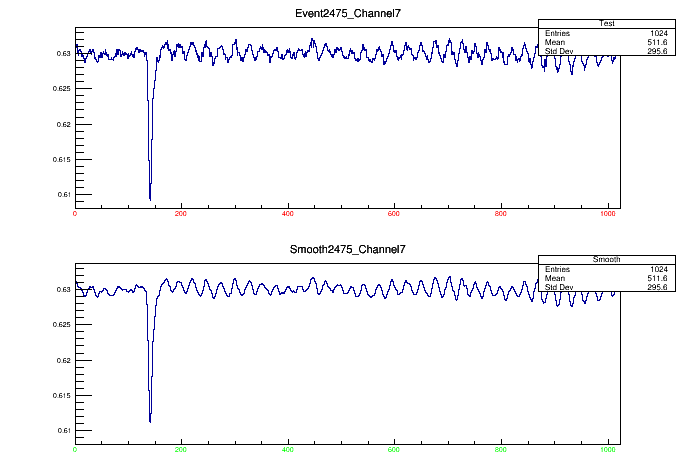 Event2475_Channel7
Test
Entries 1024
Mean 511.6
Std Dev 295.6
0.63
0.625
0.62
0.615
0.61
0 200 400 600 800 1000
Smooth2475_Channel7
Smooth
Entries 1024
Mean 511.6
Std Dev 295.6
0.63
0.625
0.62
0.615
0.61
0 200 400 600 800 1000